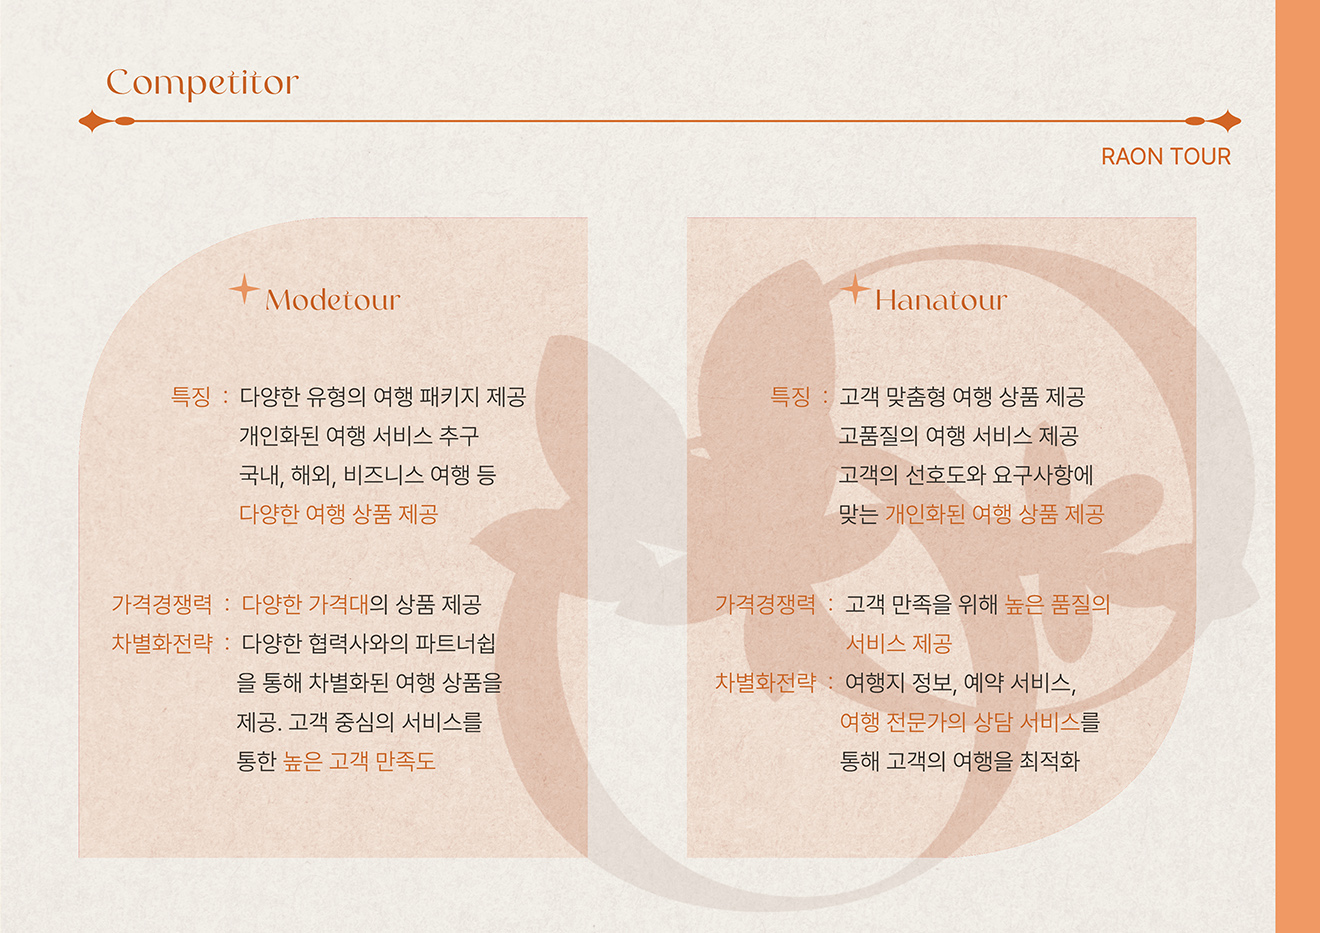 Competitor
RAON TOUR
Modetour
특징 : 다양한 유형의 여행 패키지 제공
개인화된 여행 서비스 추구
국내, 해외, 비즈니스 여행 등
다양한 여행 상품 제공
가격경쟁력 : 다양한 가격대의 상품 제공
차별화전략 : 다양한 협력사와의 파트너쉽
을 통해 차별화된 여행 상품을
제공. 고객 중심의 서비스를
통한 높은 고객 만족도
Hanatour
특징 : 고객 맞춤형 여행 상품 제공
고품질의 여행 서비스 제공
고객의 선호도와 요구사항에
맞는 개인화된 여행 상품 제공
가격경쟁력 : 고객 만족을 위해 높은 품질의
서비스 제공
차별화전략 : 여행지 정보, 예약 서비스,
여행 전문가의 상담 서비스를
통해 고객의 여행을 최적화